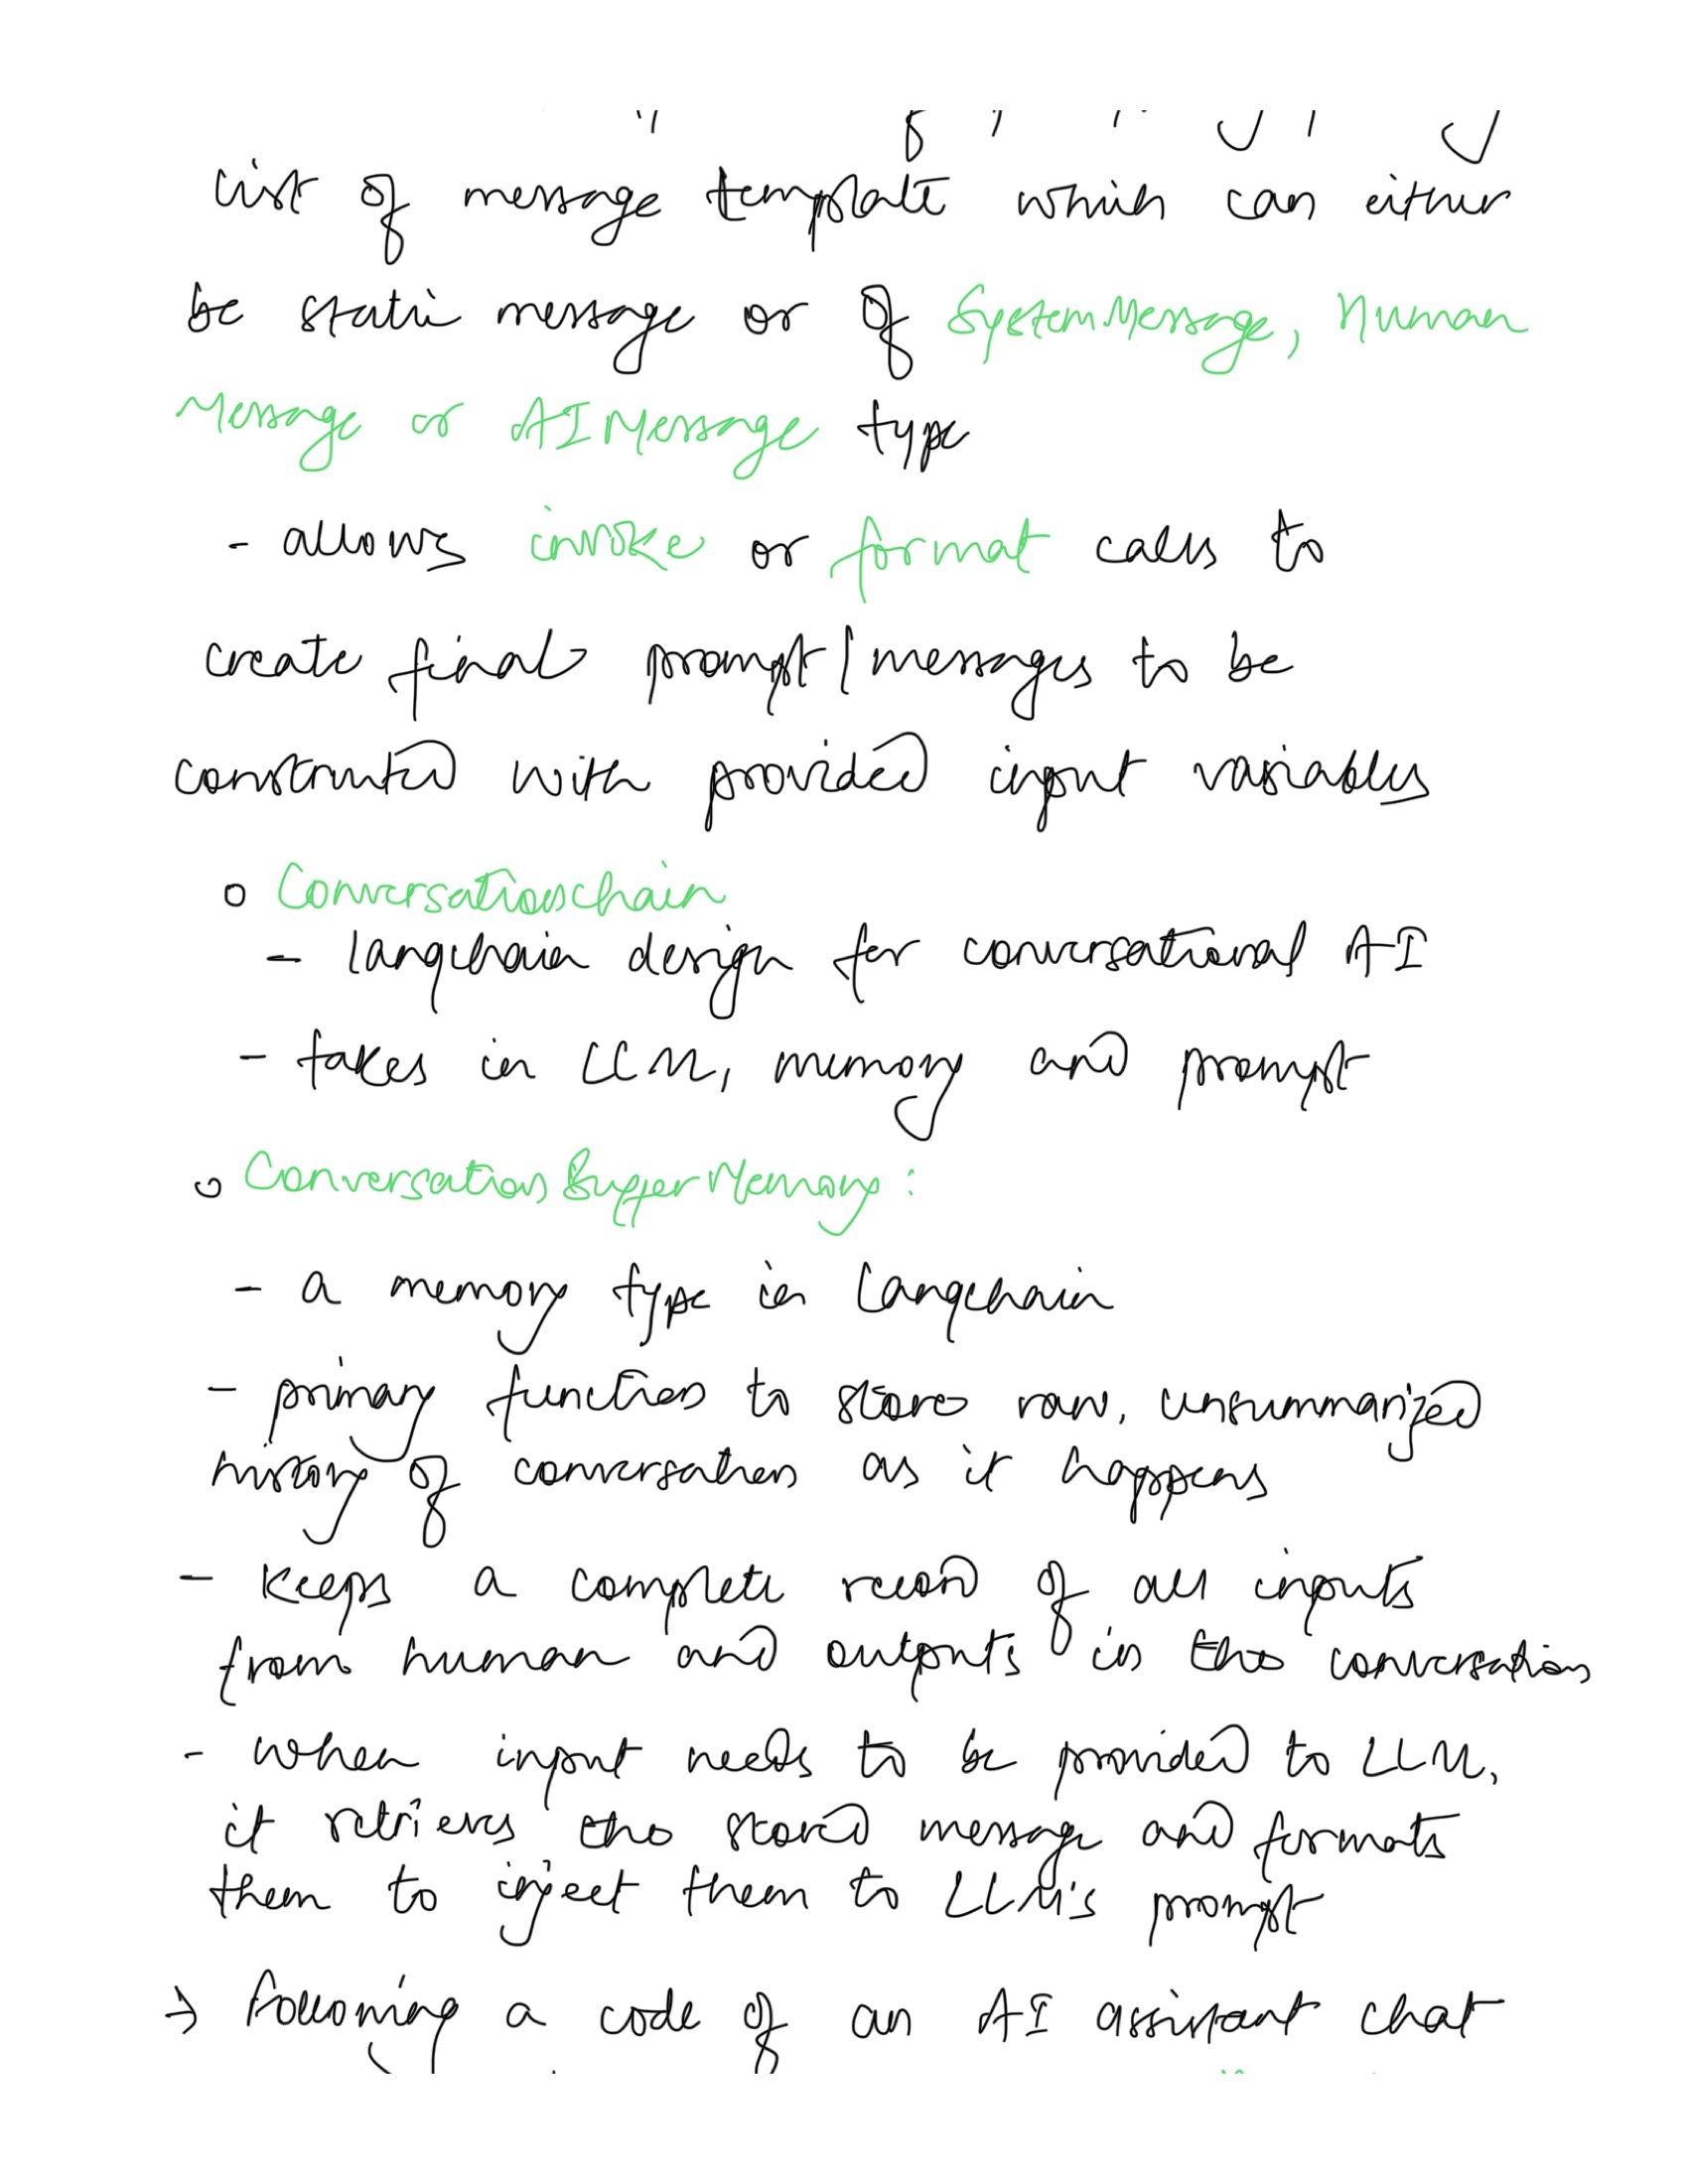 list of message template which can either
be static message or of SystemMessage, Human
Message or AIMessage type
- allows invoke or format calls to
create final prompt/messages to be
constructed with provided input variables
o Conversationschain
- langchain design for conversational AI
- takes in LLM, memory and prompt
o ConversationBufferMemory:
- a memory type in Langchain
- primary function to store raw, unsummarized
history of conversation as it happens
- keeps a complete record of all inputs
from human and outputs in the conversation
- when input needs to be provided to LLM,
it retrieves the stored message and formats
them to inject them to LLM's prompt
→ Following a code of an AI assistant chat